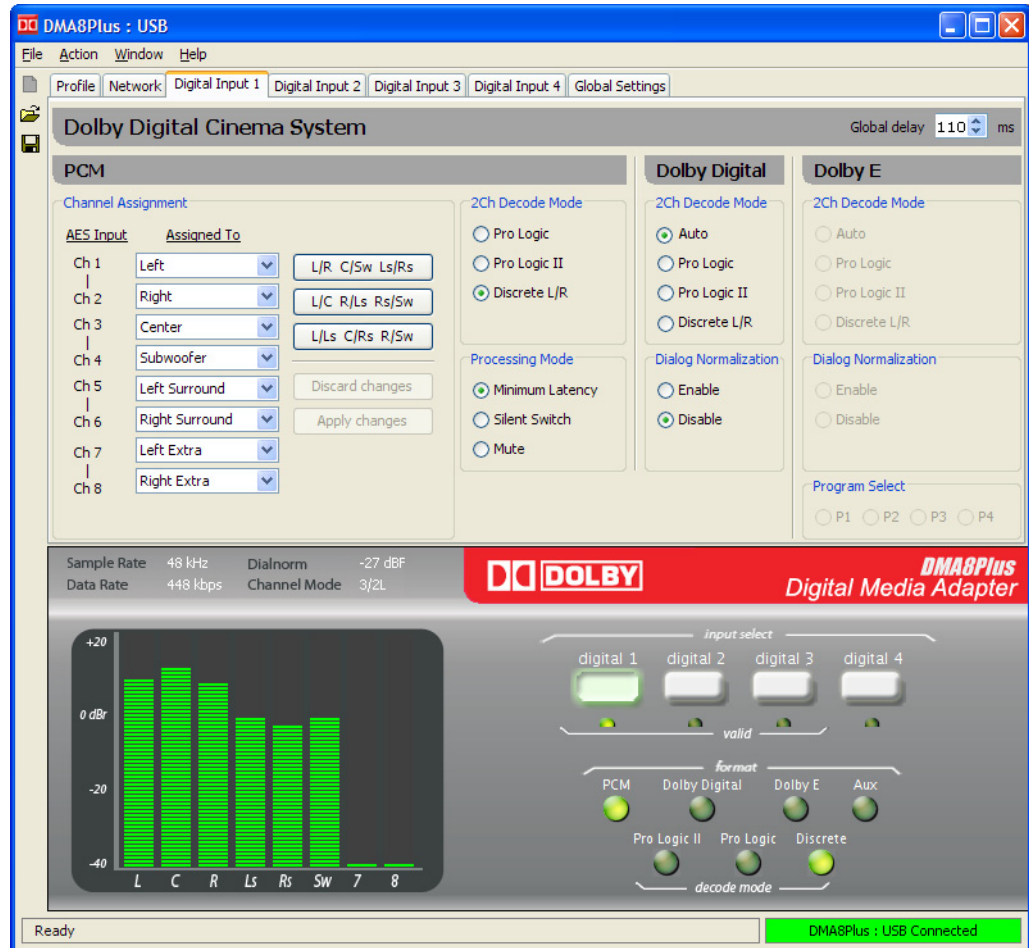 DMA8Plus : USB
File Action Window Help
Profile Network Digital Input 1 Digital Input 2 Digital Input 3 Digital Input 4 Global Settings
Dolby Digital Cinema System
Global delay 110 ms
PCM
Channel Assignment
AES Input Assigned To
Ch 1 Left
Ch 2 Right
Ch 3 Center
Ch 4 Subwoofer
Ch 5 Left Surround
Ch 6 Right Surround
Ch 7 Left Extra
Ch 8 Right Extra
L/R C/Sw Ls/Rs
L/C R/Ls Rs/Sw
L/Ls C/Rs R/Sw
Discard changes
Apply changes
2Ch Decode Mode
Pro Logic
Pro Logic II
Discrete L/R
Processing Mode
Minimum Latency
Silent Switch
Mute
Dolby Digital
2Ch Decode Mode
Auto
Pro Logic
Pro Logic II
Discrete L/R
Dialog Normalization
Enable
Disable
Dolby E
2Ch Decode Mode
Auto
Pro Logic
Pro Logic II
Discrete L/R
Dialog Normalization
Enable
Disable
Program Select
P1 P2 P3 P4
Sample Rate 48 kHz Dialnorm -27 dBF
Data Rate 448 kbps Channel Mode 3/2L
DOLBY
DMA8Plus
Digital Media Adapter
+20
0 dBr
-20
-40
L C R Ls Rs Sw 7 8
input select
digital 1 digital 2 digital 3 digital 4
valid
format
PCM Dolby Digital Dolby E Aux
Pro Logic II Pro Logic Discrete
decode mode
Ready
DMA8Plus : USB Connected